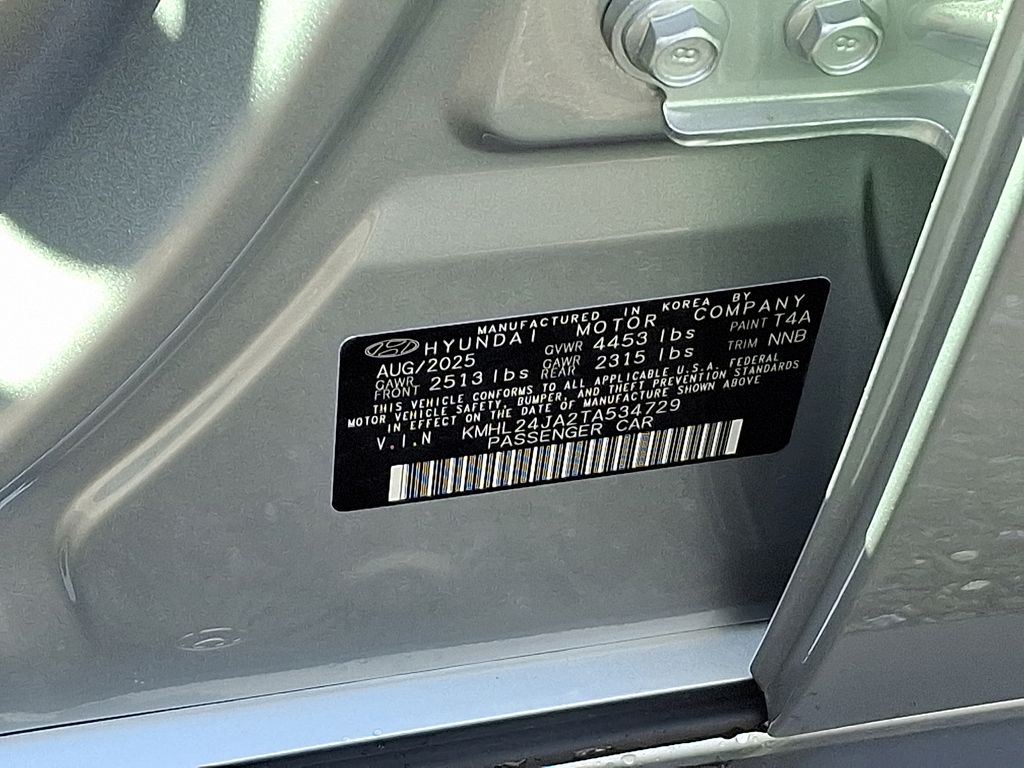 MANUFACTURED IN KOREA BY
HYUNDAI MOTOR COMPANY
AUG/2025 GVWR 4453 lbs PAINT T4A
GAWR FRONT 2513 lbs GAWR REAR 2315 lbs TRIM NNB
THIS VEHICLE CONFORMS TO ALL APPLICABLE U.S.A. FEDERAL
MOTOR VEHICLE SAFETY, BUMPER, AND THEFT PREVENTION STANDARDS
IN EFFECT ON THE DATE OF MANUFACTURE SHOWN ABOVE
V.I.N KMHL24JA2TA534729
PASSENGER CAR